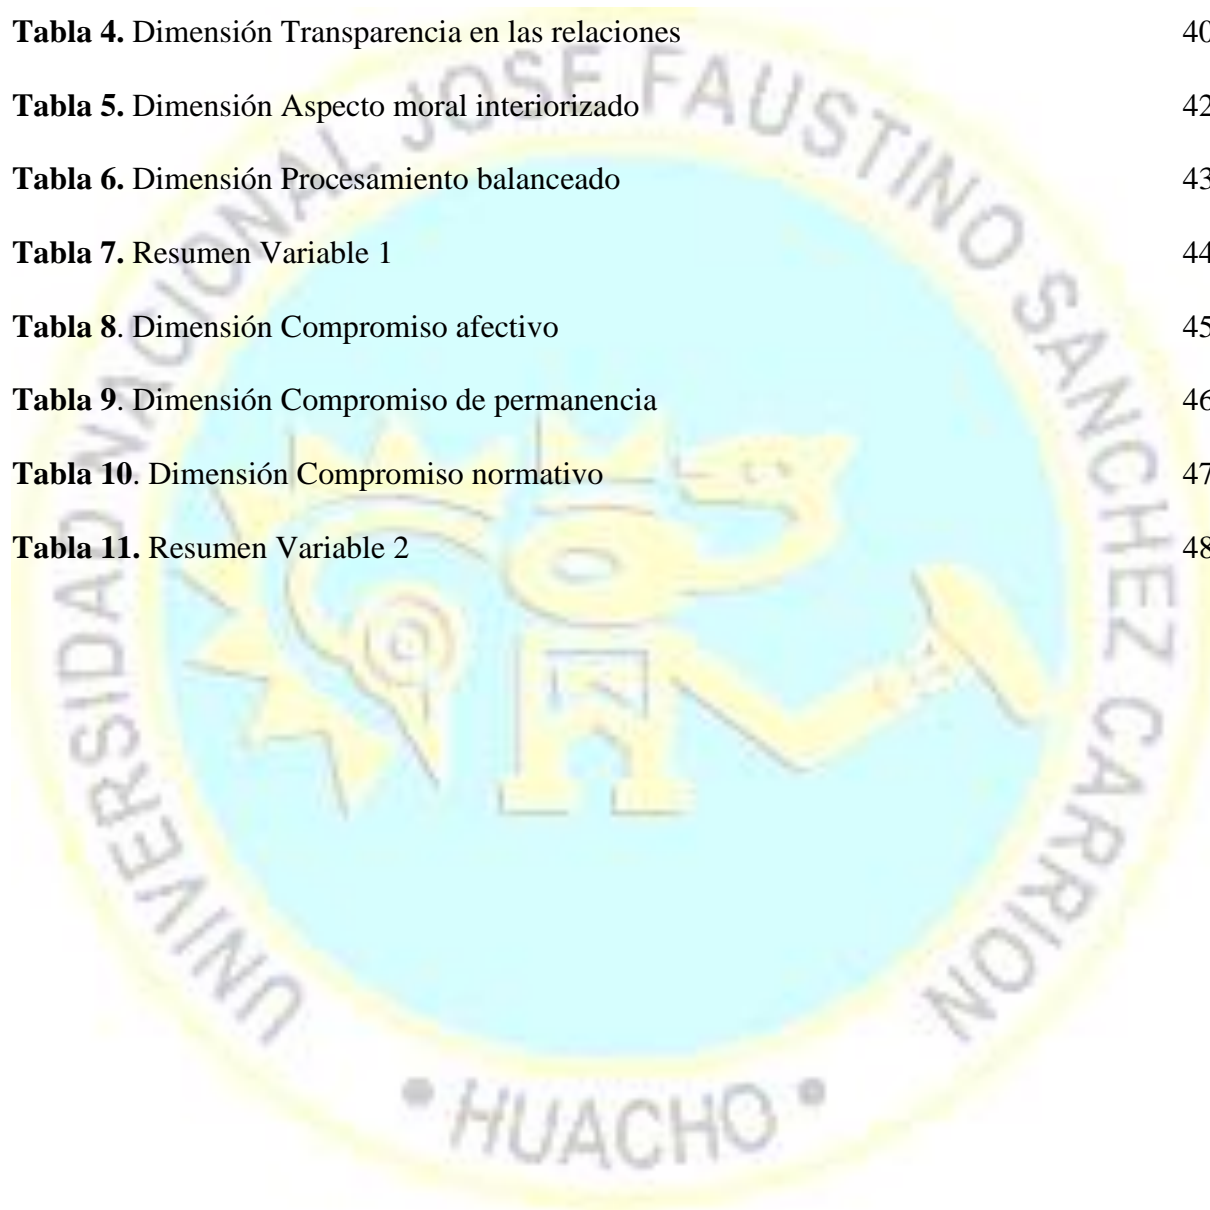 Tabla 4. Dimensión Transparencia en las relaciones 40
Tabla 5. Dimensión Aspecto moral interiorizado 42
Tabla 6. Dimensión Procesamiento balanceado 43
Tabla 7. Resumen Variable 1 44
Tabla 8. Dimensión Compromiso afectivo 45
Tabla 9. Dimensión Compromiso de permanencia 46
Tabla 10. Dimensión Compromiso normativo 47
Tabla 11. Resumen Variable 2 48
UNIVERSIDAD NACIONAL JOSE FAUSTINO SANCHEZ CARRION
• HUACHO •